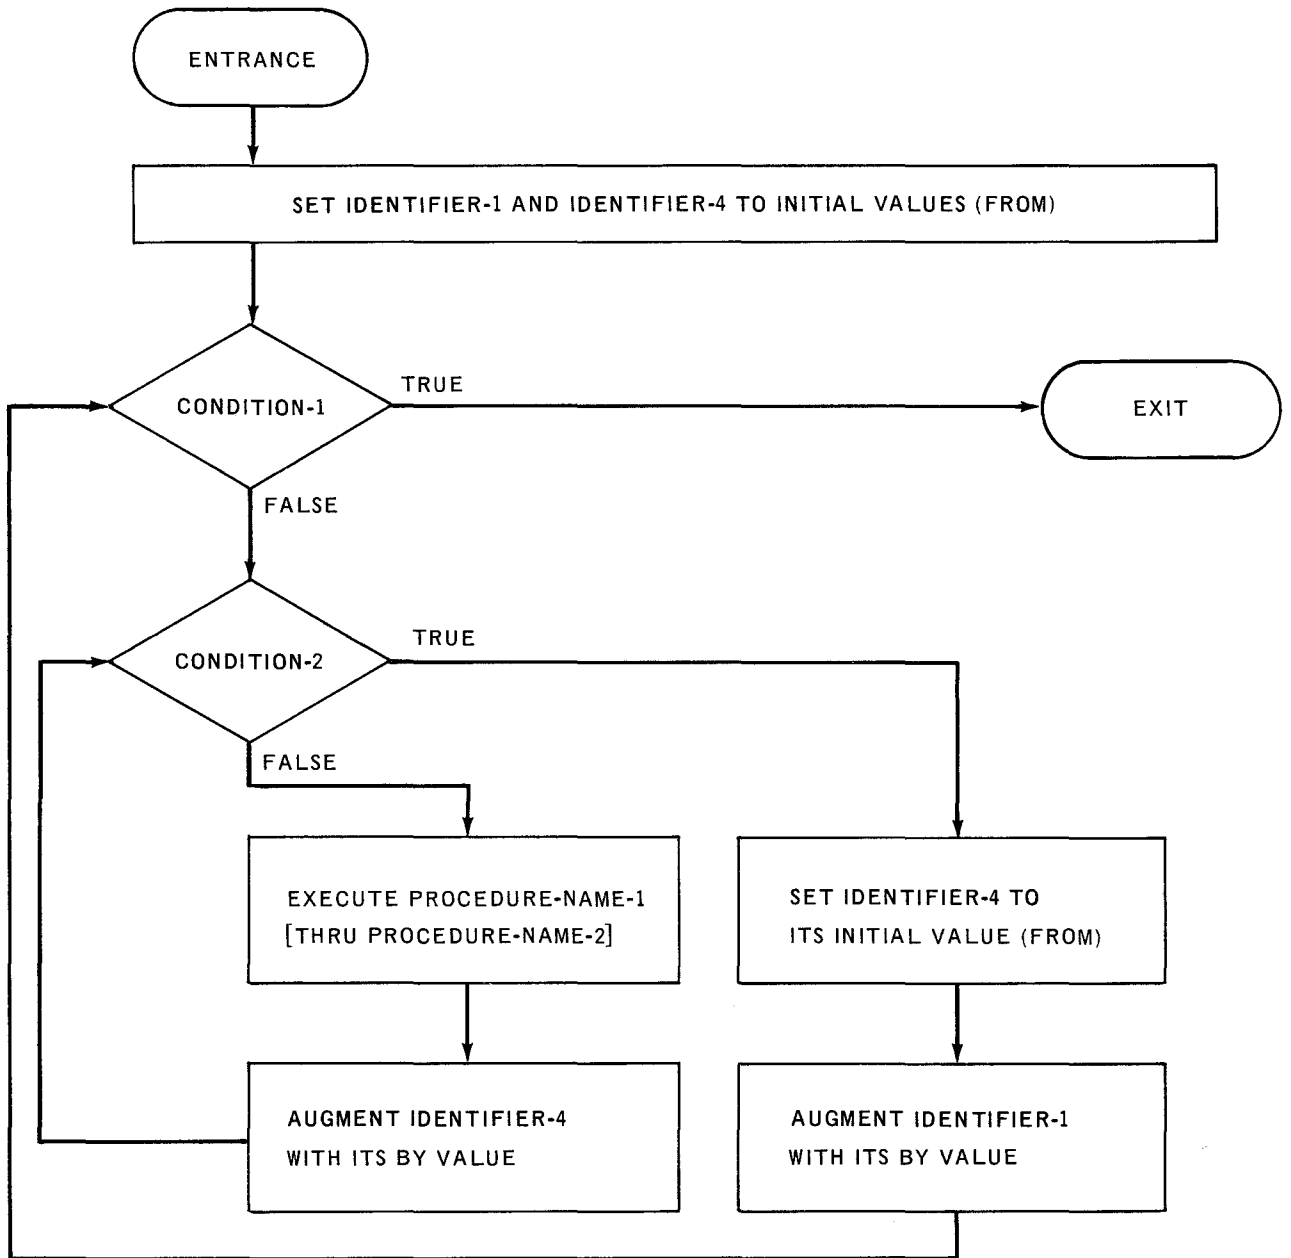 ENTRANCE
SET IDENTIFIER-1 AND IDENTIFIER-4 TO INITIAL VALUES (FROM)
CONDITION-1
TRUE
EXIT
FALSE
CONDITION-2
TRUE
FALSE
EXECUTE PROCEDURE-NAME-1
[THRU PROCEDURE-NAME-2]
SET IDENTIFIER-4 TO
ITS INITIAL VALUE (FROM)
AUGMENT IDENTIFIER-4
WITH ITS BY VALUE
AUGMENT IDENTIFIER-1
WITH ITS BY VALUE